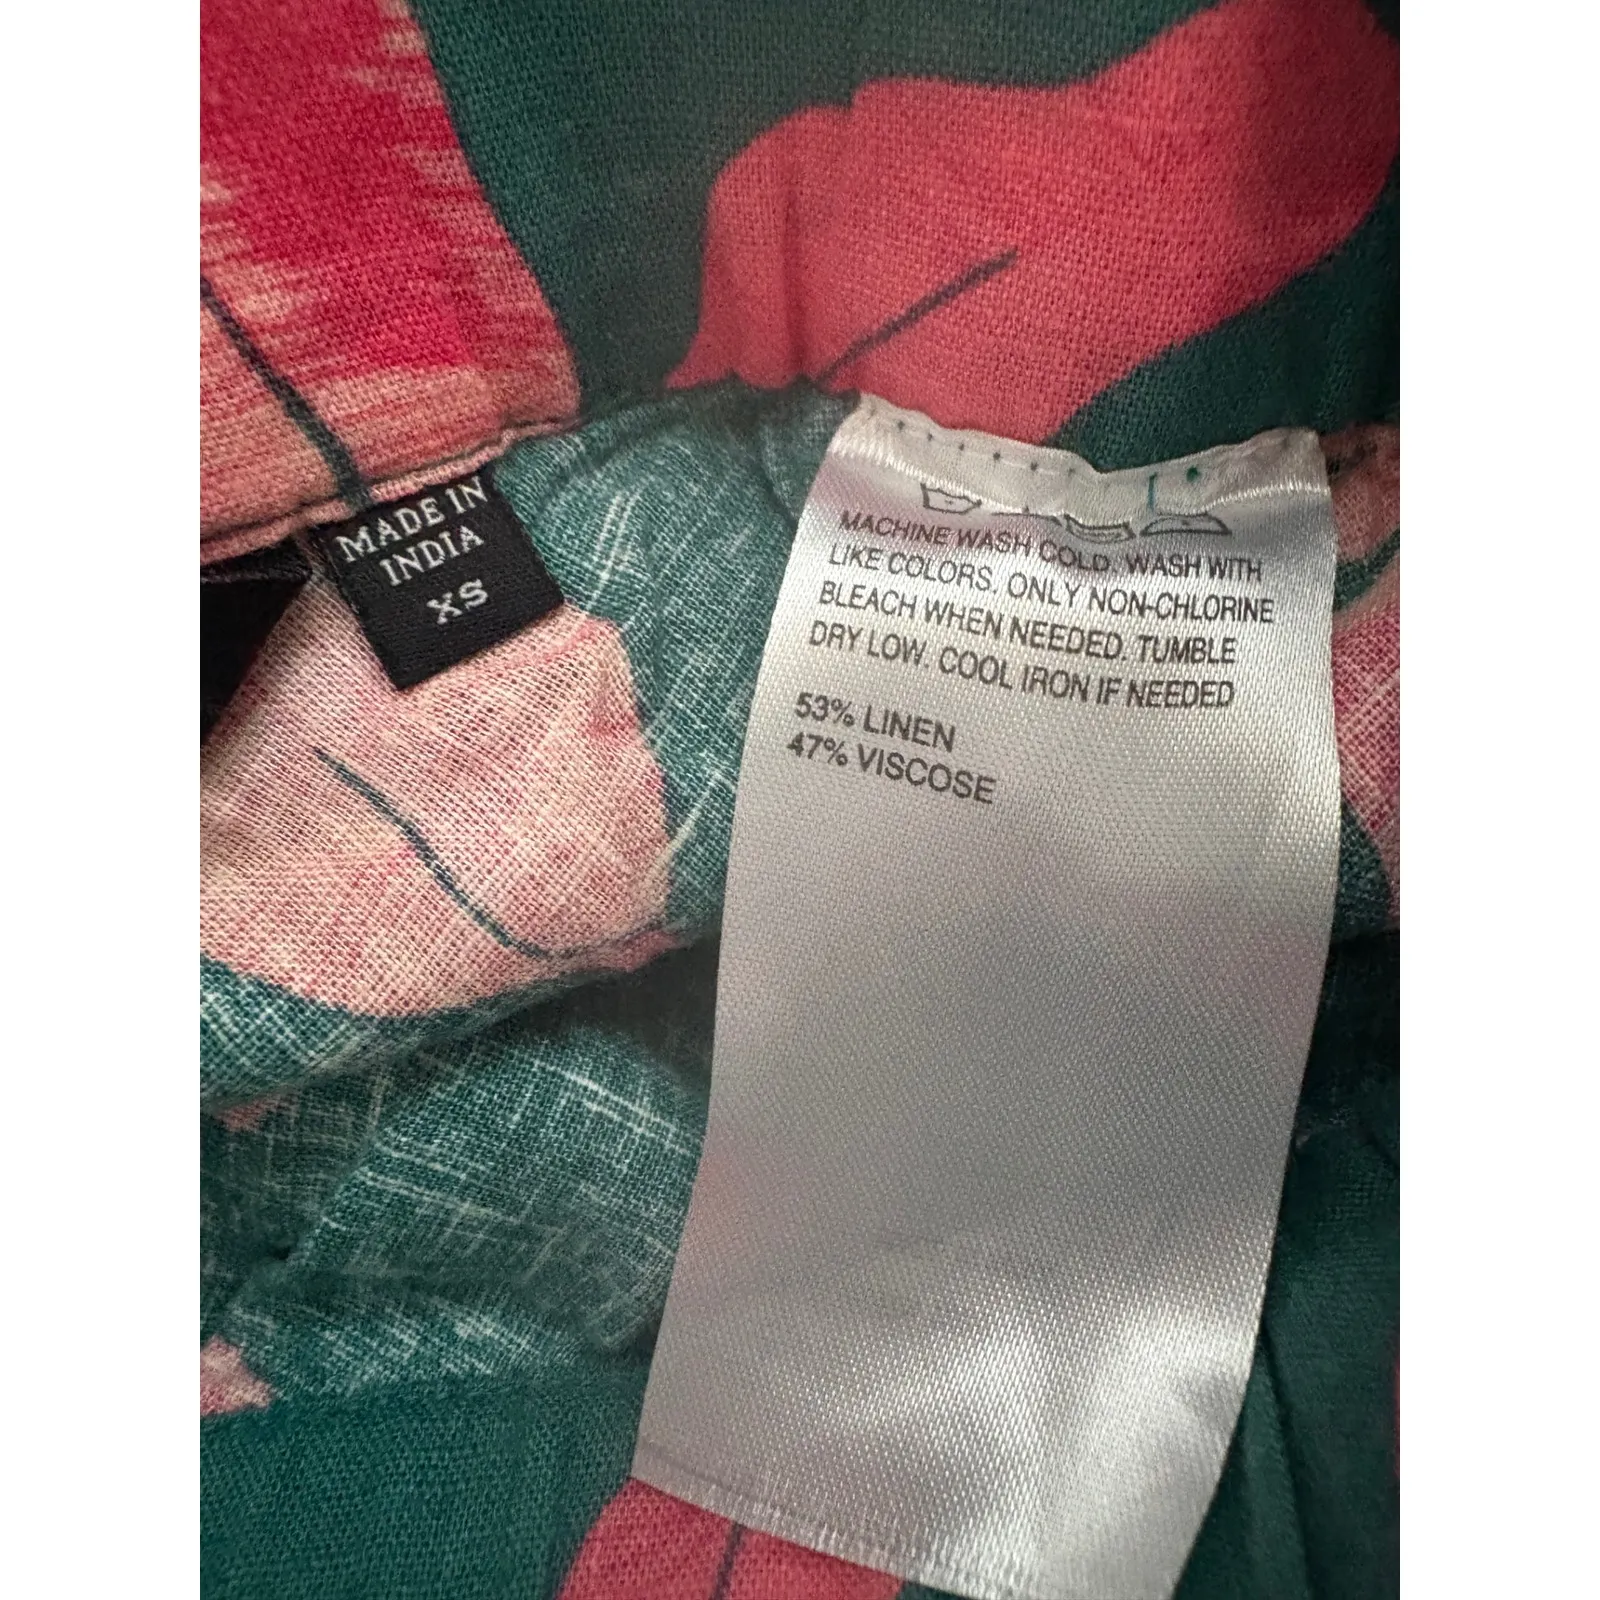 MADE IN
INDIA
XS
MACHINE WASH COLD. WASH WITH
LIKE COLORS. ONLY NON-CHLORINE
BLEACH WHEN NEEDED. TUMBLE
DRY LOW. COOL IRON IF NEEDED
53% LINEN
47% VISCOSE